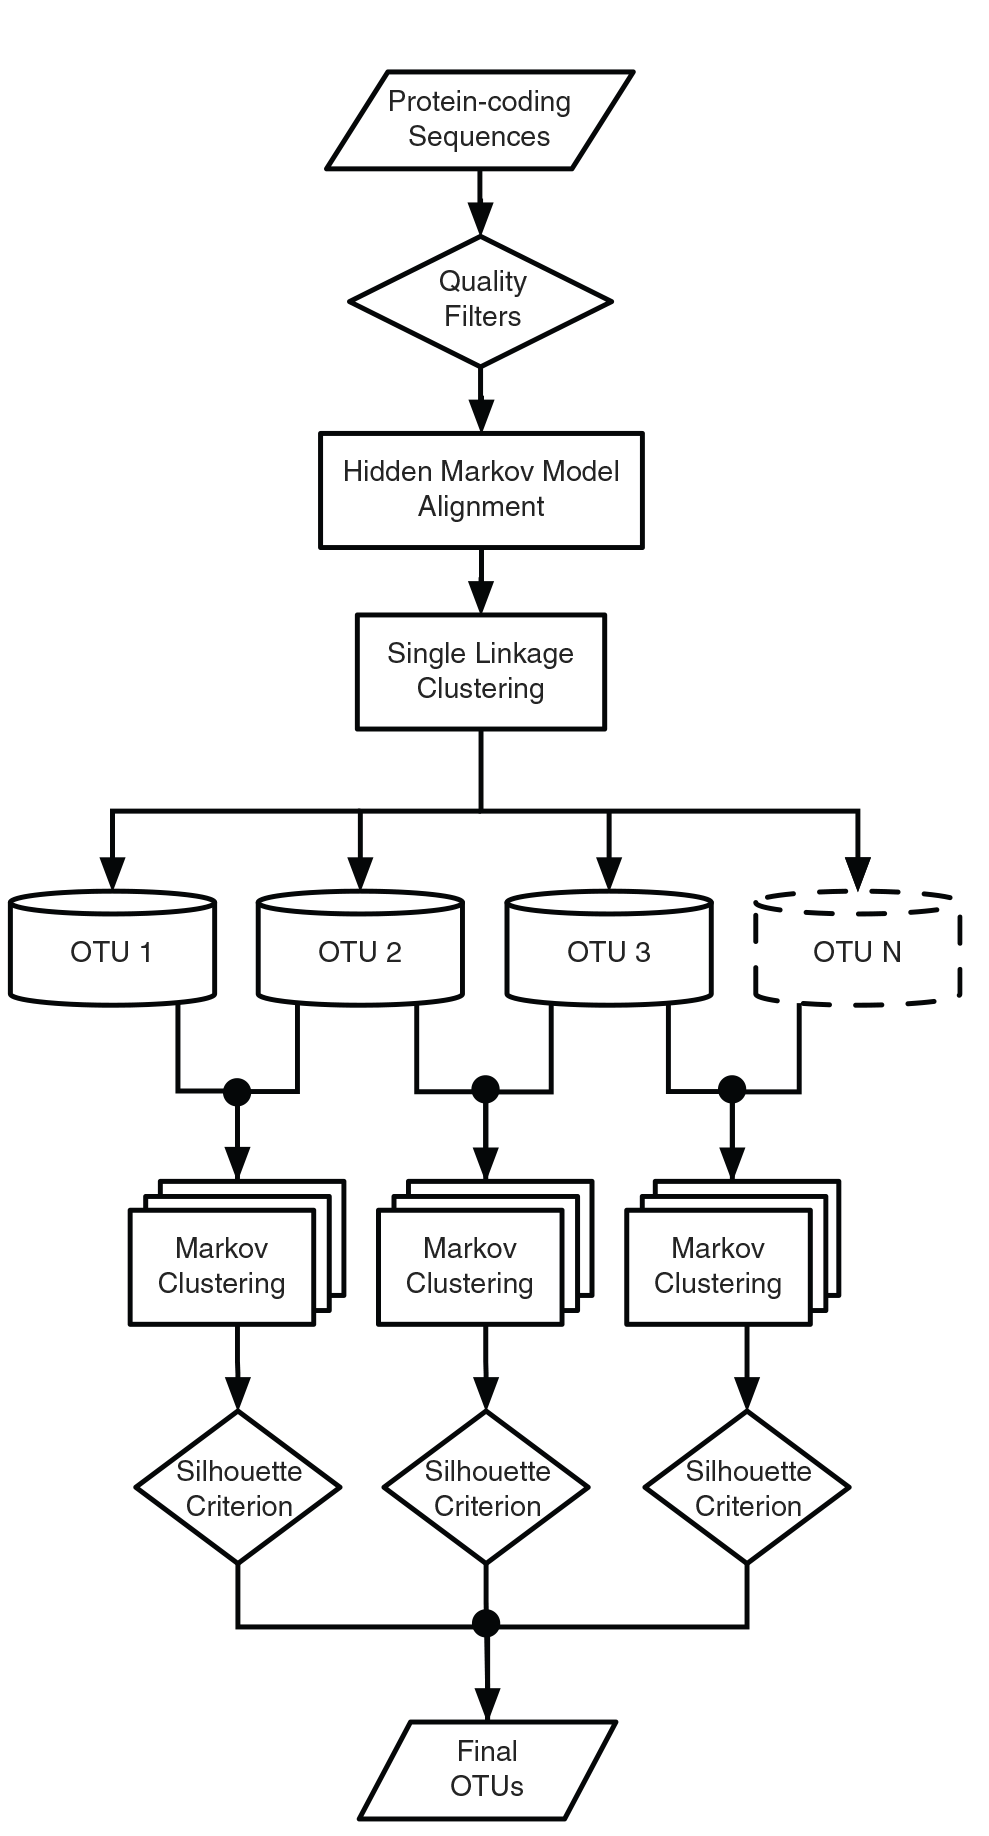 Protein-coding
Sequences
Quality
Filters
Hidden Markov Model
Alignment
Single Linkage
Clustering
OTU 1
OTU 2
OTU 3
OTU N
Markov
Clustering
Markov
Clustering
Markov
Clustering
Silhouette
Criterion
Silhouette
Criterion
Silhouette
Criterion
Final
OTUs